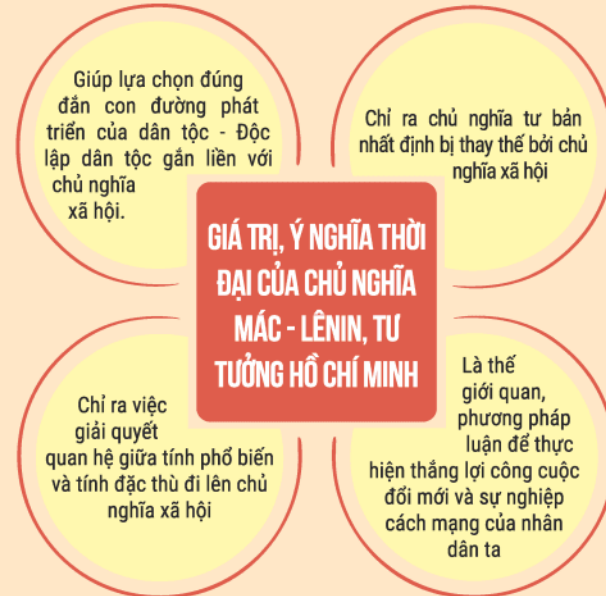 Giúp lựa chọn đúng
đắn con đường phát
triển của dân tộc - Độc
lập dân tộc gắn liền với
chủ nghĩa
xã hội.
Chỉ ra chủ nghĩa tư bản
nhất định bị thay thế bởi chủ
nghĩa xã hội
GIÁ TRỊ, Ý NGHĨA THỜI
ĐẠI CỦA CHỦ NGHĨA
MÁC - LÊNIN, TƯ
TƯỞNG HỒ CHÍ MINH
Chỉ ra việc
giải quyết
quan hệ giữa tính phổ biến
và tính đặc thù đi lên chủ
nghĩa xã hội
Là thế
giới quan,
phương pháp
luận để thực
hiện thắng lợi công cuộc
đổi mới và sự nghiệp
cách mạng của nhân
dân ta